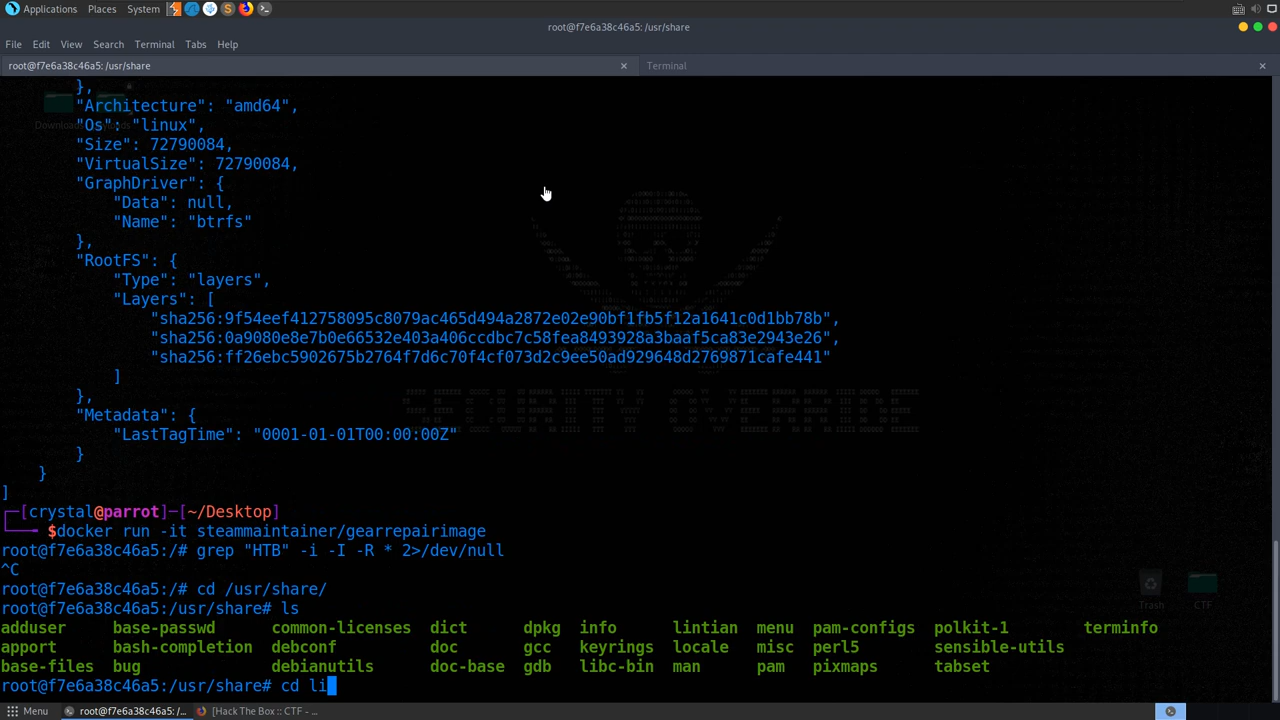 Applications Places System
root@f7e6a38c46a5: /usr/share
File Edit View Search Terminal Tabs Help
root@f7e6a38c46a5: /usr/share
Terminal
},
"Architecture": "amd64",
"Os": "linux",
"Size": 72790084,
"VirtualSize": 72790084,
"GraphDriver": {
"Data": null,
"Name": "btrfs"
},
"RootFS": {
"Type": "layers",
"Layers": [
"sha256:9f54eef412758095c8079ac465d494a2872e02e90bf1fb5f12a1641c0d1bb78b",
"sha256:0a9080e8e7b0e66532e403a406ccdbc7c58fea8493928a3baaf5ca83e2943e26",
"sha256:ff26ebc5902675b2764f7d6c70f4cf073d2c9ee50ad929648d2769871cafe441"
]
},
"Metadata": {
"LastTagTime": "0001-01-01T00:00:00Z"
}
}
]
┌─[crystal@parrot]─[~/Desktop]
└──╼ $docker run -it steammaintainer/gearrepairimage
root@f7e6a38c46a5:/# grep "HTB" -i -I -R * 2>/dev/null
^C
root@f7e6a38c46a5:/# cd /usr/share/
root@f7e6a38c46a5:/usr/share# ls
adduser base-passwd common-licenses dict dpkg info lintian menu pam-configs polkit-1 terminfo
apport bash-completion debconf doc gcc keyrings locale misc perl5 sensible-utils
base-files bug debianutils doc-base gdb libc-bin man pam pixmaps tabset
root@f7e6a38c46a5:/usr/share# cd li
Trash CTF
Menu root@f7e6a38c46a5: /... [Hack The Box :: CTF - ...